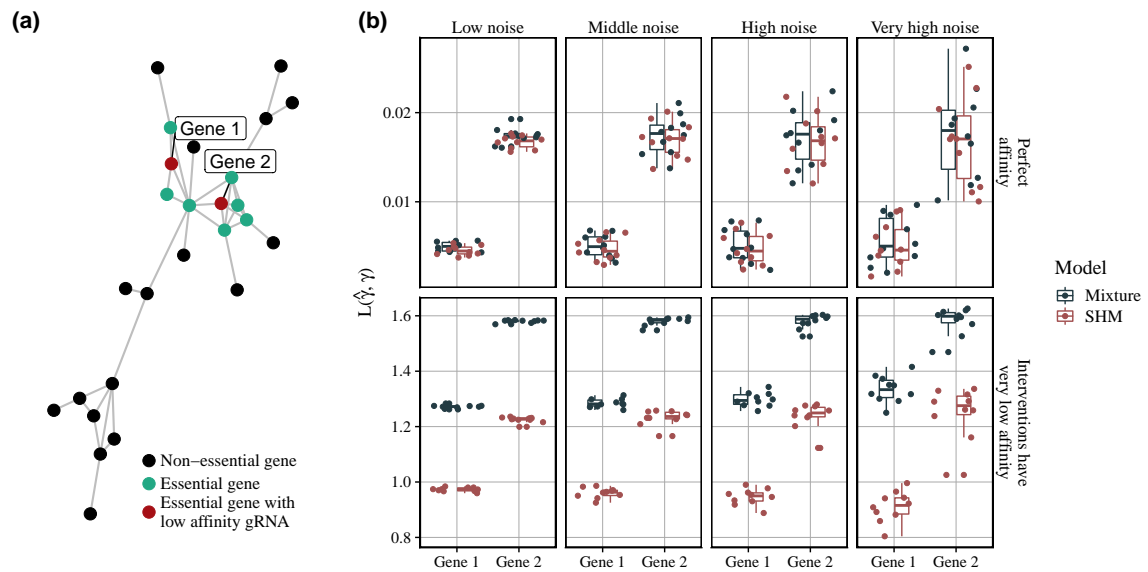 (a)
Gene 1
Gene 2
Non−essential gene
Essential gene
Essential gene with
low affinity gRNA
(b)
Low noise
Middle noise
High noise
Very high noise
L(γ̂, γ)
0.02
0.01
Perfect
affinity
1.6
1.4
1.2
1.0
0.8
Interventions have
very low affinity
Gene 1
Gene 2
Gene 1
Gene 2
Gene 1
Gene 2
Gene 1
Gene 2
Model
Mixture
SHM